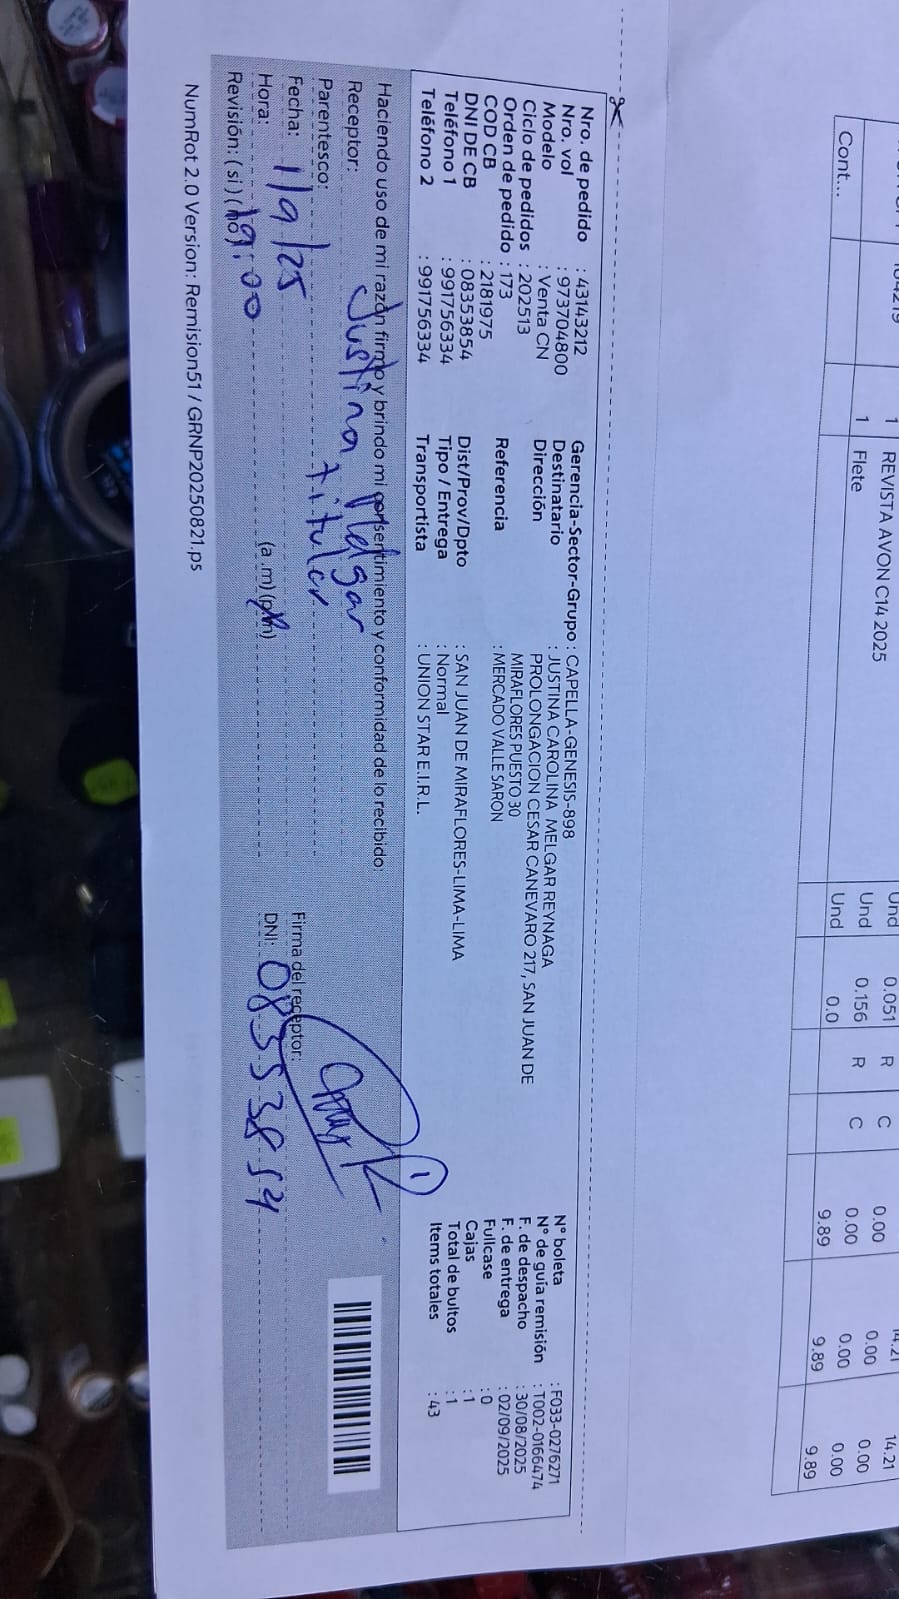 1 REVISTA AVON C14 2025 Und 0.051 R C 0.00 14.21 14.21
1 Flete Und 0.156 R C 0.00 0.00 0.00
Cont... Und 0.0 0.00 0.00 0.00
9.89 9.89 9.89
Nro. de pedido : 43143212
Nro. vol : 973704800
Modelo : Venta CN
Ciclo de pedidos : 202513
Orden de pedido : 173
COD CB : 2181975
DNI DE CB : 08353854
Teléfono 1 : 991756334
Teléfono 2 : 991756334
Gerencia-Sector-Grupo : CAPELLA-GENESIS-898
Destinatario : JUSTINA CAROLINA MELGAR REYNAGA
Dirección PROLONGACION CESAR CANEVARO 217, SAN JUAN DE
MIRAFLORES PUESTO 30
Referencia : MERCADO VALLE SARON
Dist/Prov/Dpto : SAN JUAN DE MIRAFLORES-LIMA-LIMA
Tipo / Entrega : Normal
Transportista : UNION STAR E.I.R.L.
N° boleta : F033-0276271
N° de guía remisión : T002-0166474
F. de despacho : 30/08/2025
F. de entrega : 02/09/2025
Fullcase : 0
Cajas : 1
Total de bultos : 1
Items totales : 43
Haciendo uso de mi razón firmo y brindo mi consentimiento y conformidad de lo recibido:
Receptor: Justina Melgar
Parentesco: titular
Fecha: 1/9/25
Hora: 19:00 (a .m) (p.m)
Revisión: ( si ) ( no)
Firma del receptor:
DNI: 08353854
NumRot 2.0 Version: Remision51 / GRNP20250821.ps